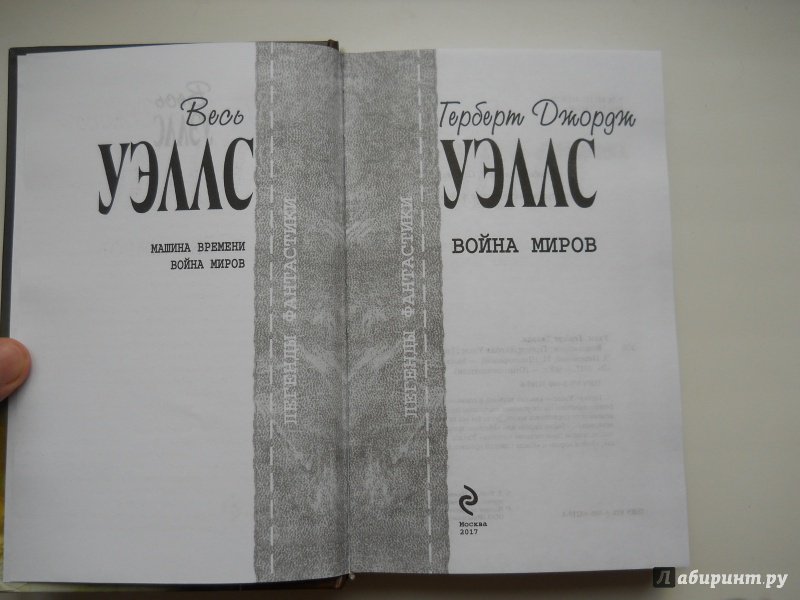 Весь
УЭЛЛС
МАШИНА ВРЕМЕНИ
ВОЙНА МИРОВ
ЛЕГЕНДЫ ФАНТАСТИКИ
ЛЕГЕНДЫ ФАНТАСТИКИ
Герберт Джордж
УЭЛЛС
ВОЙНА МИРОВ
Москва
2017
Лабиринт.ру